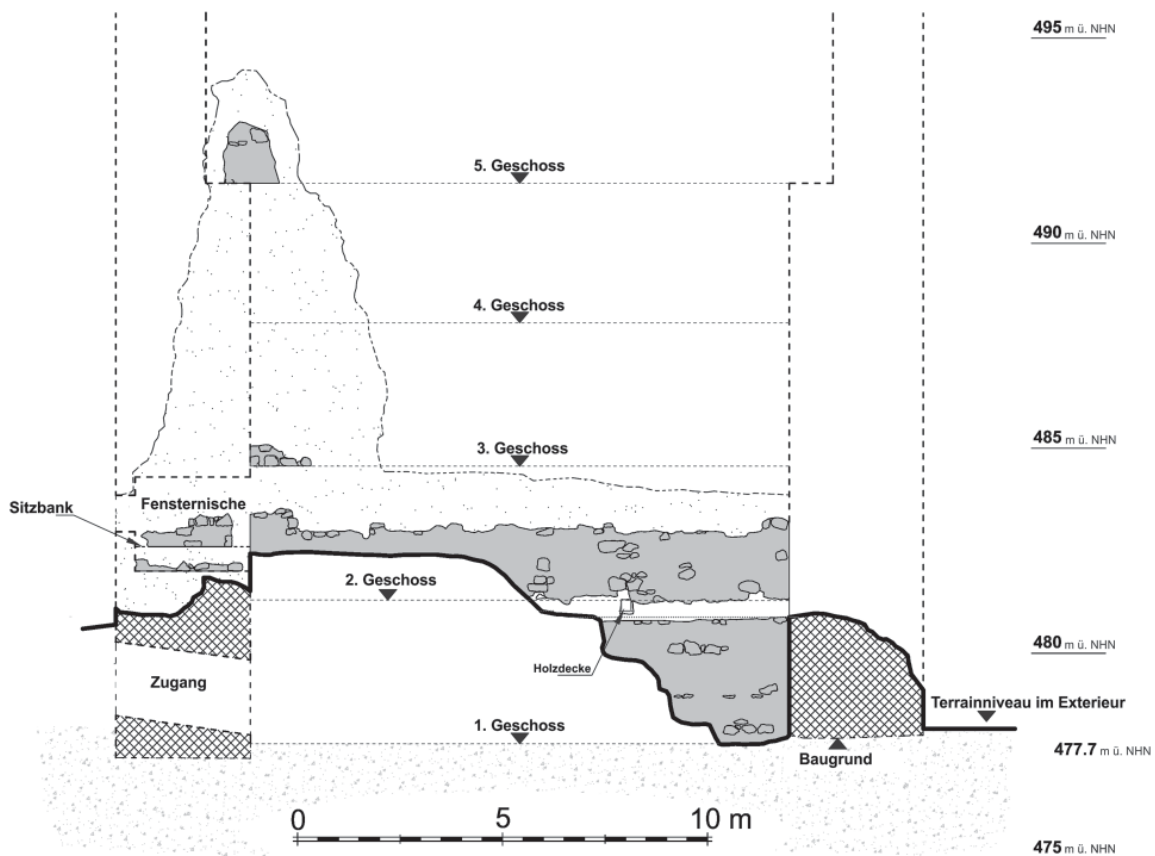 495 m ü. NHN
5. Geschoss
490 m ü. NHN
4. Geschoss
485 m ü. NHN
3. Geschoss
Fensternische
Sitzbank
2. Geschoss
480 m ü. NHN
Holzdecke
Zugang
Terrainniveau im Exterieur
1. Geschoss
477.7 m ü. NHN
Baugrund
0 5 10 m
475 m ü. NHN